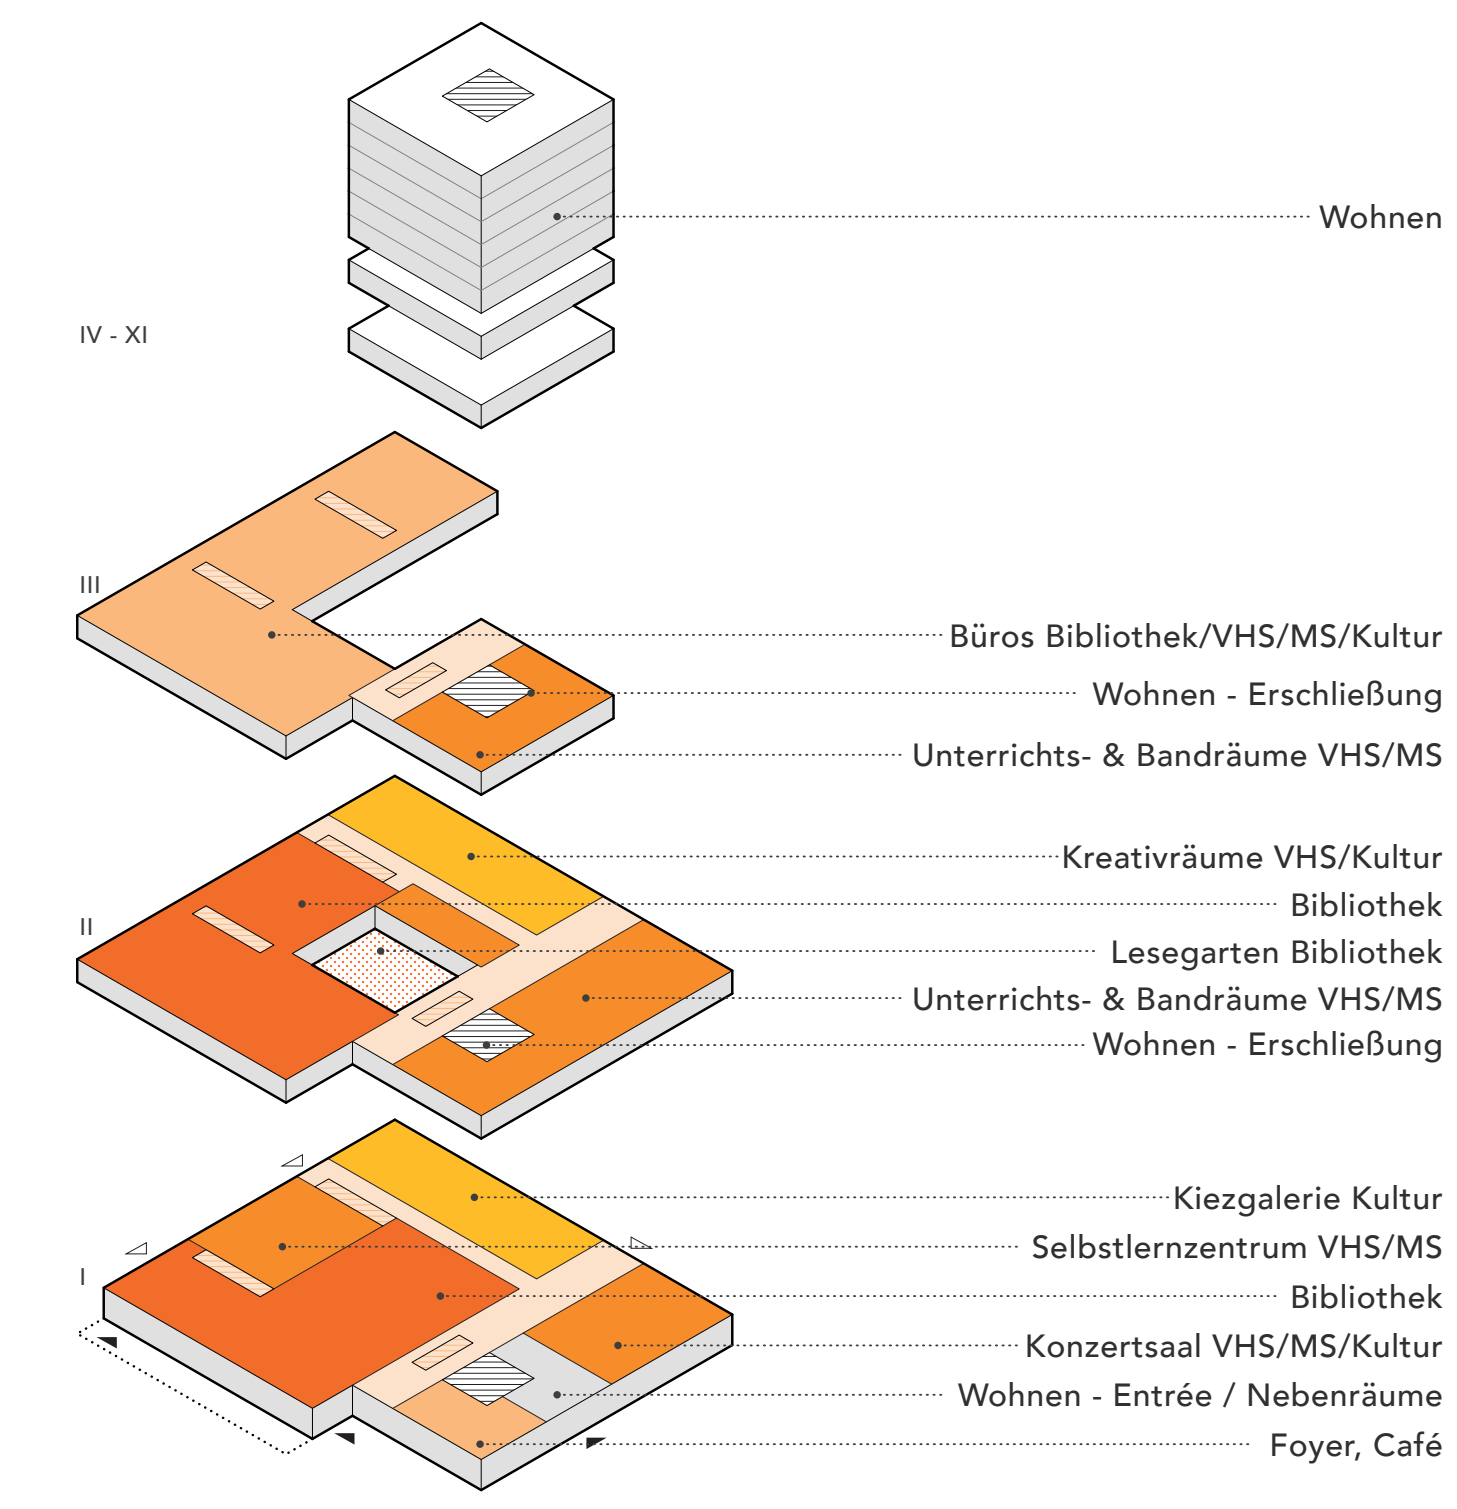 Wohnen
IV - XI
III
Büros Bibliothek/VHS/MS/Kultur
Wohnen - Erschließung
Unterrichts- & Bandräume VHS/MS
Kreativräume VHS/Kultur
Bibliothek
II
Lesegarten Bibliothek
Unterrichts- & Bandräume VHS/MS
Wohnen - Erschließung
Kiezgalerie Kultur
Selbstlernzentrum VHS/MS
I
Bibliothek
Konzertsaal VHS/MS/Kultur
Wohnen - Entrée / Nebenräume
Foyer, Café